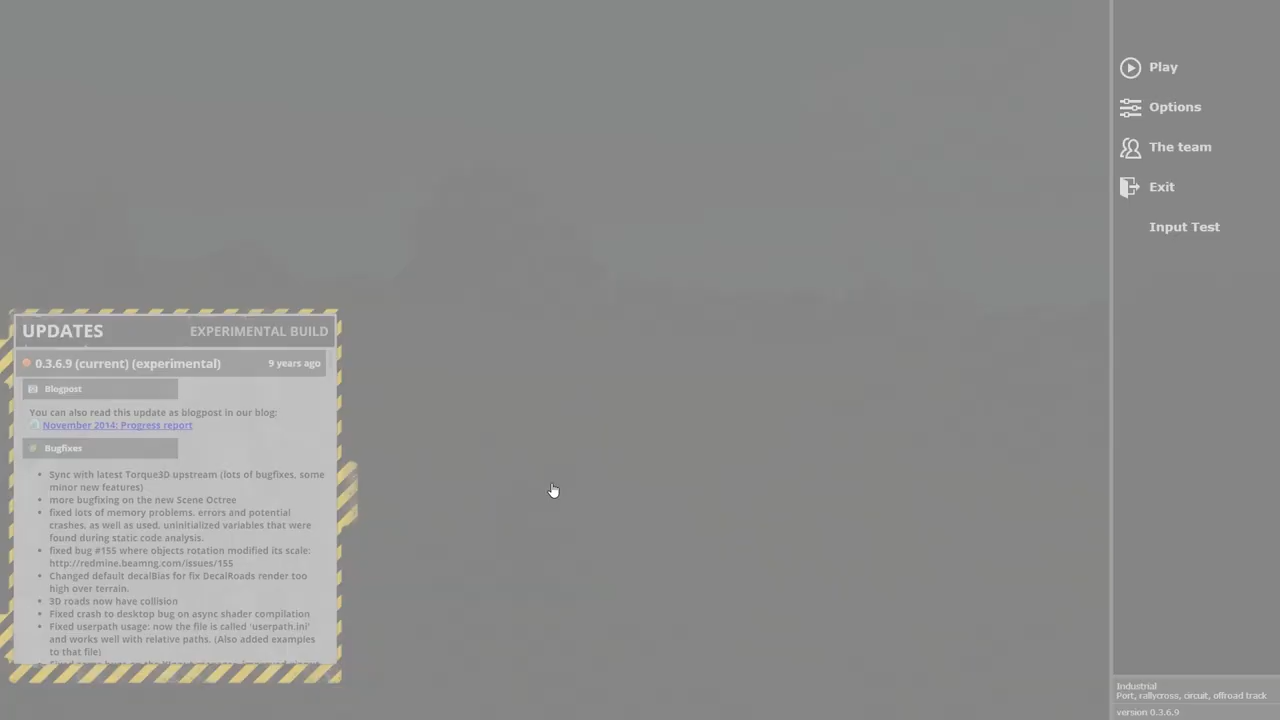 Play
Options
The team
Exit
Input Test
UPDATES
EXPERIMENTAL BUILD
0.3.6.9 (current) (experimental)
9 years ago
Blogpost
You can also read this update as blogpost in our blog:
November 2014: Progress report
Bugfixes
• Sync with latest Torque3D upstream (lots of bugfixes, some
minor new features)
• more bugfixing on the new Scene Octree
• fixed lots of memory problems. errors and potential
crashes, as well as used, uninitialized variables that were
found during static code analysis.
• fixed bug #155 where objects rotation modified its scale:
http://redmine.beamng.com/issues/155
• Changed default decalBias for fix DecalRoads render too
high over terrain.
• 3D roads now have collision
• Fixed crash to desktop bug on async shader compilation
• Fixed userpath usage: now the file is called 'userpath.ini'
and works well with relative paths. (Also added examples
to that file)
Industrial
Port, rallycross, circuit, offroad track
version 0.3.6.9